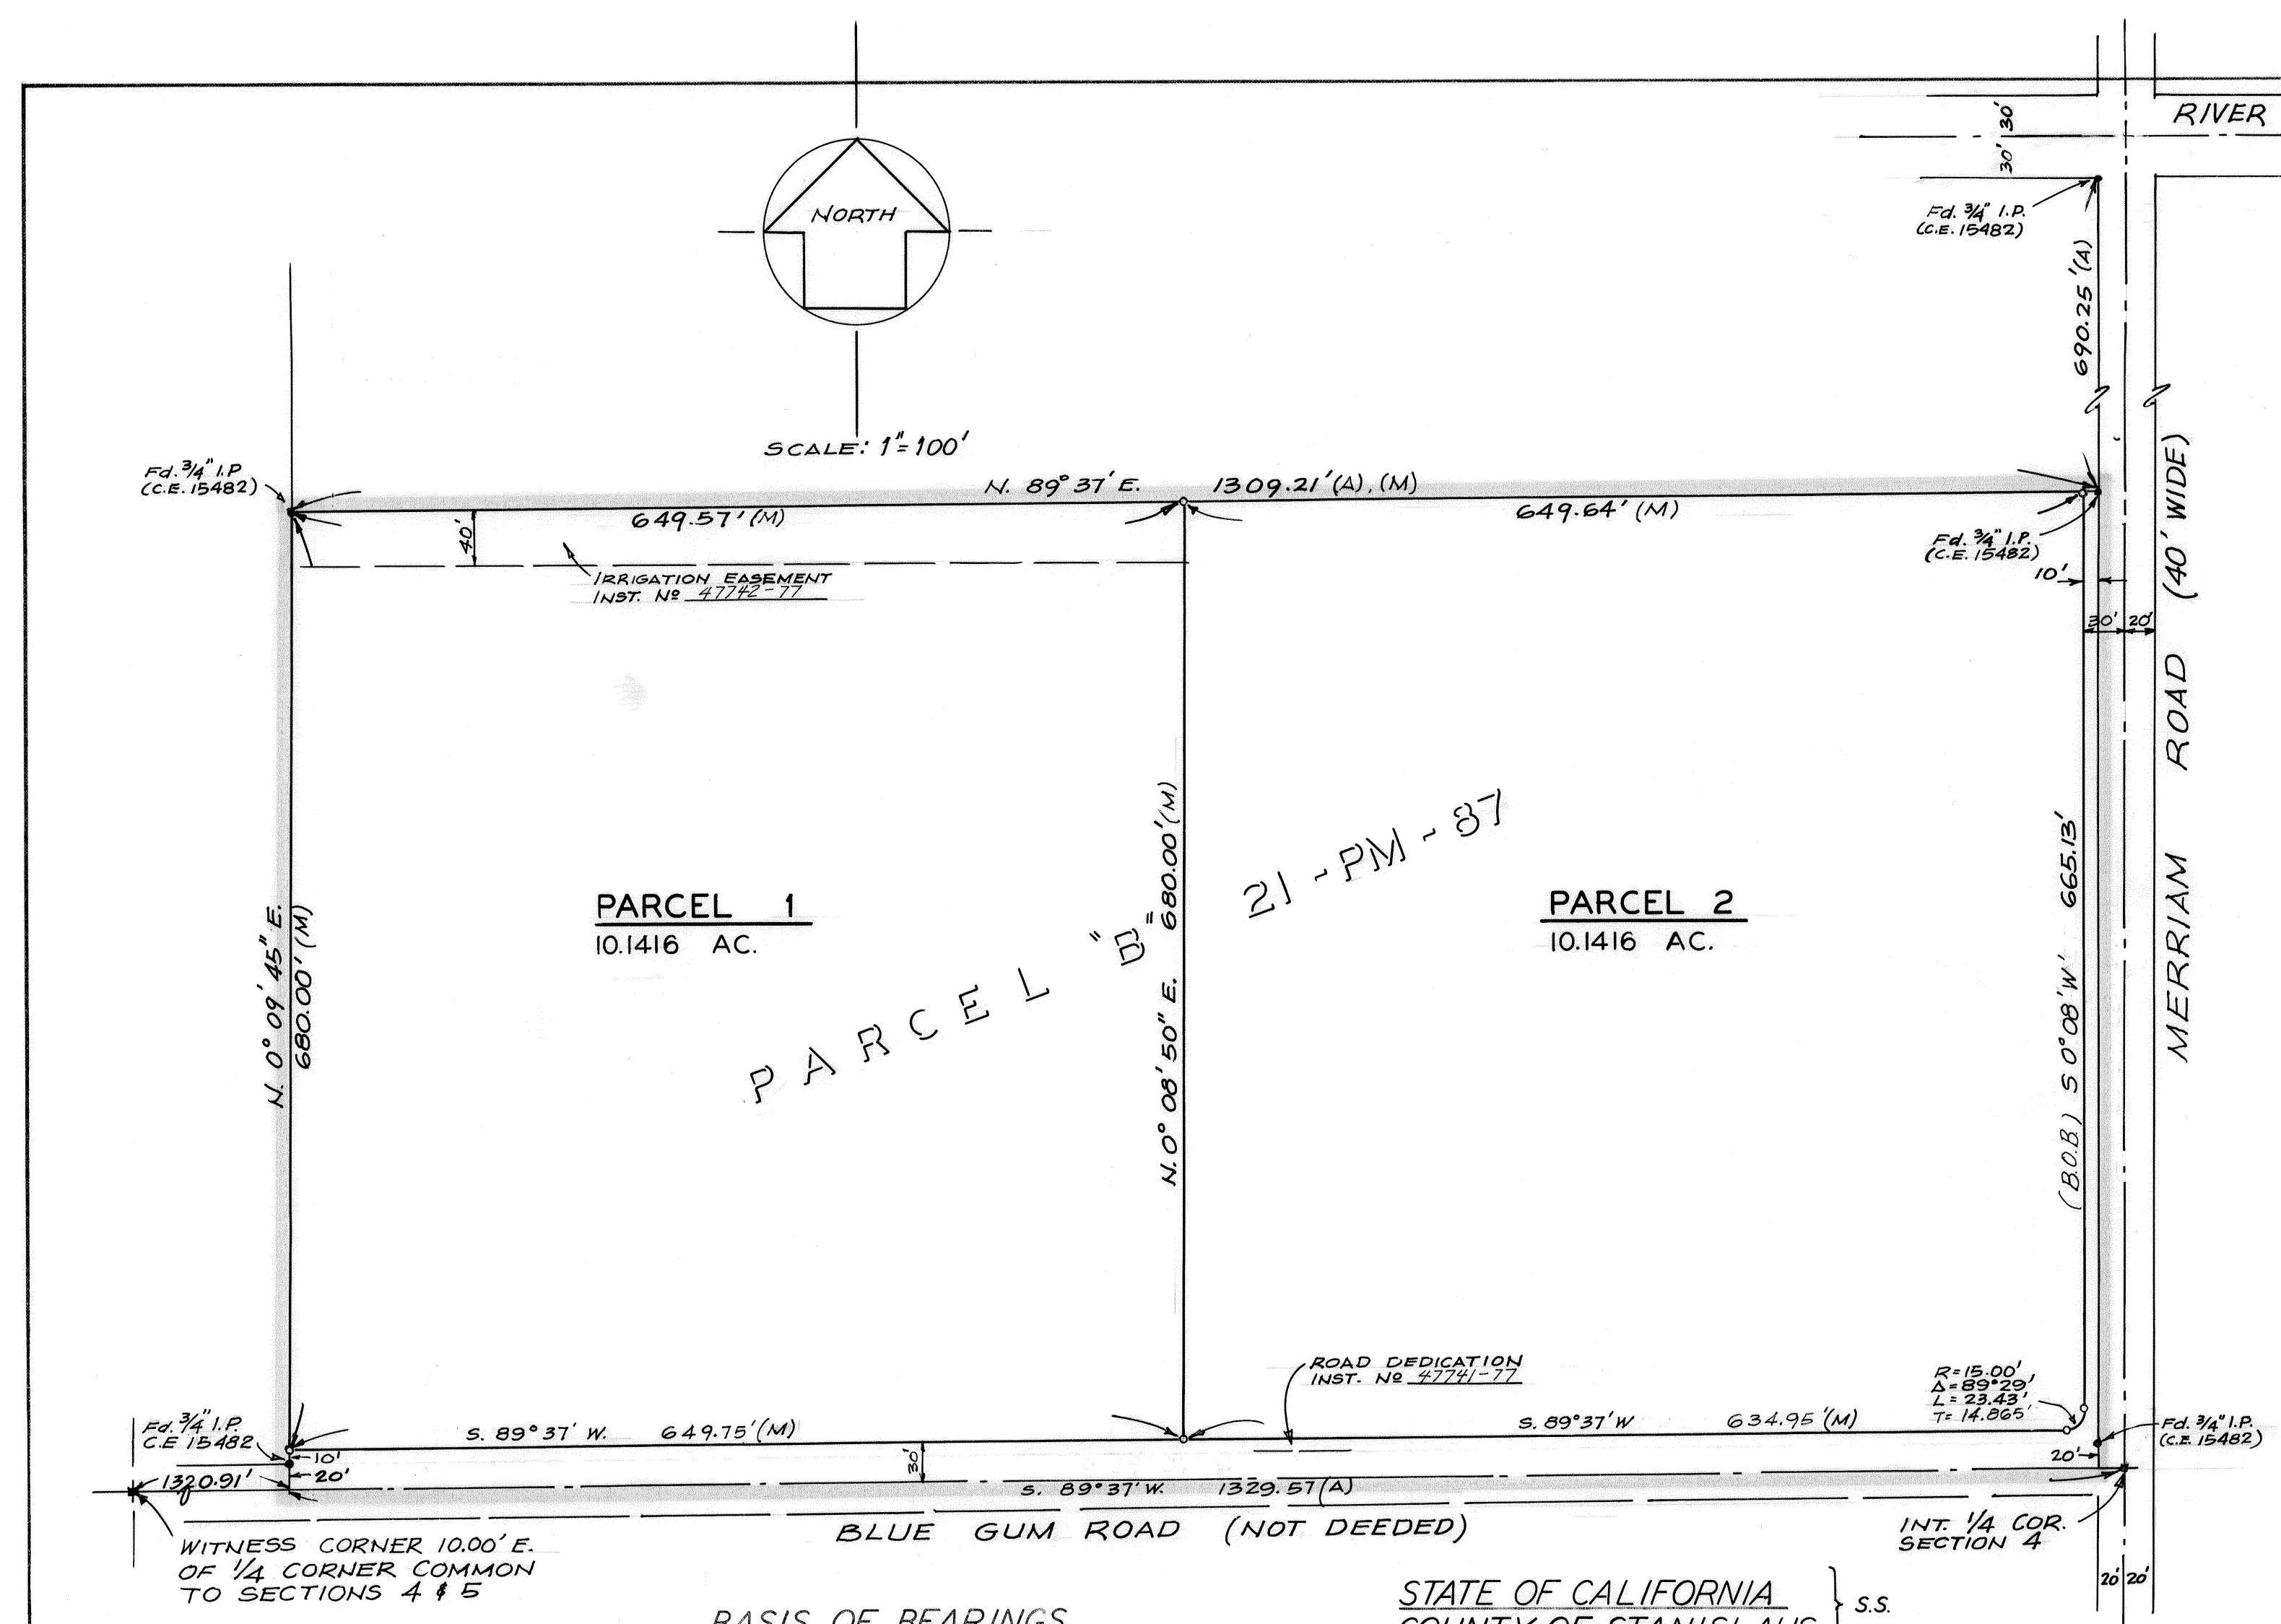 RIVER
30' 30'
NORTH
Fd. 3/4" I.P.
(C.E. 15482)
690.25'(A)
SCALE: 1"=100'
Fd. 3/4" I.P
(C.E. 15482)
N. 89° 37' E. 1309.21'(A), (M)
649.57' (M)
649.64' (M)
40'
Fd. 3/4" I.P.
(C.E. 15482)
10'
IRRIGATION EASEMENT
INST. Nº 47742-77
30' 20'
MERRIAM ROAD (40' WIDE)
N. 0° 09' 45" E.
680.00' (M)
PARCEL 1
10.1416 AC.
N. 0° 08' 50" E. 680.00'(M)
PARCEL "B" 21-PM-87
PARCEL 2
10.1416 AC.
(B.O.B.) S 0°08'W' 665.13'
ROAD DEDICATION
INST. Nº 47741-77
R=15.00'
Δ=89°29'
L=23.43'
T=14.865'
Fd. 3/4" I.P.
C.E 15482
S. 89°37' W. 649.75'(M)
S. 89°37'W 634.95'(M)
Fd. 3/4" I.P.
(C.E. 15482)
10'
20'
30'
20'
1320.91'
S. 89°37'W. 1329.57(A)
BLUE GUM ROAD (NOT DEEDED)
WITNESS CORNER 10.00' E.
OF 1/4 CORNER COMMON
TO SECTIONS 4 & 5
INT. 1/4 COR.
SECTION 4
20' 20'
BASIS OF BEARINGS
STATE OF CALIFORNIA
S.S.
COUNTY OF STANISLAUS